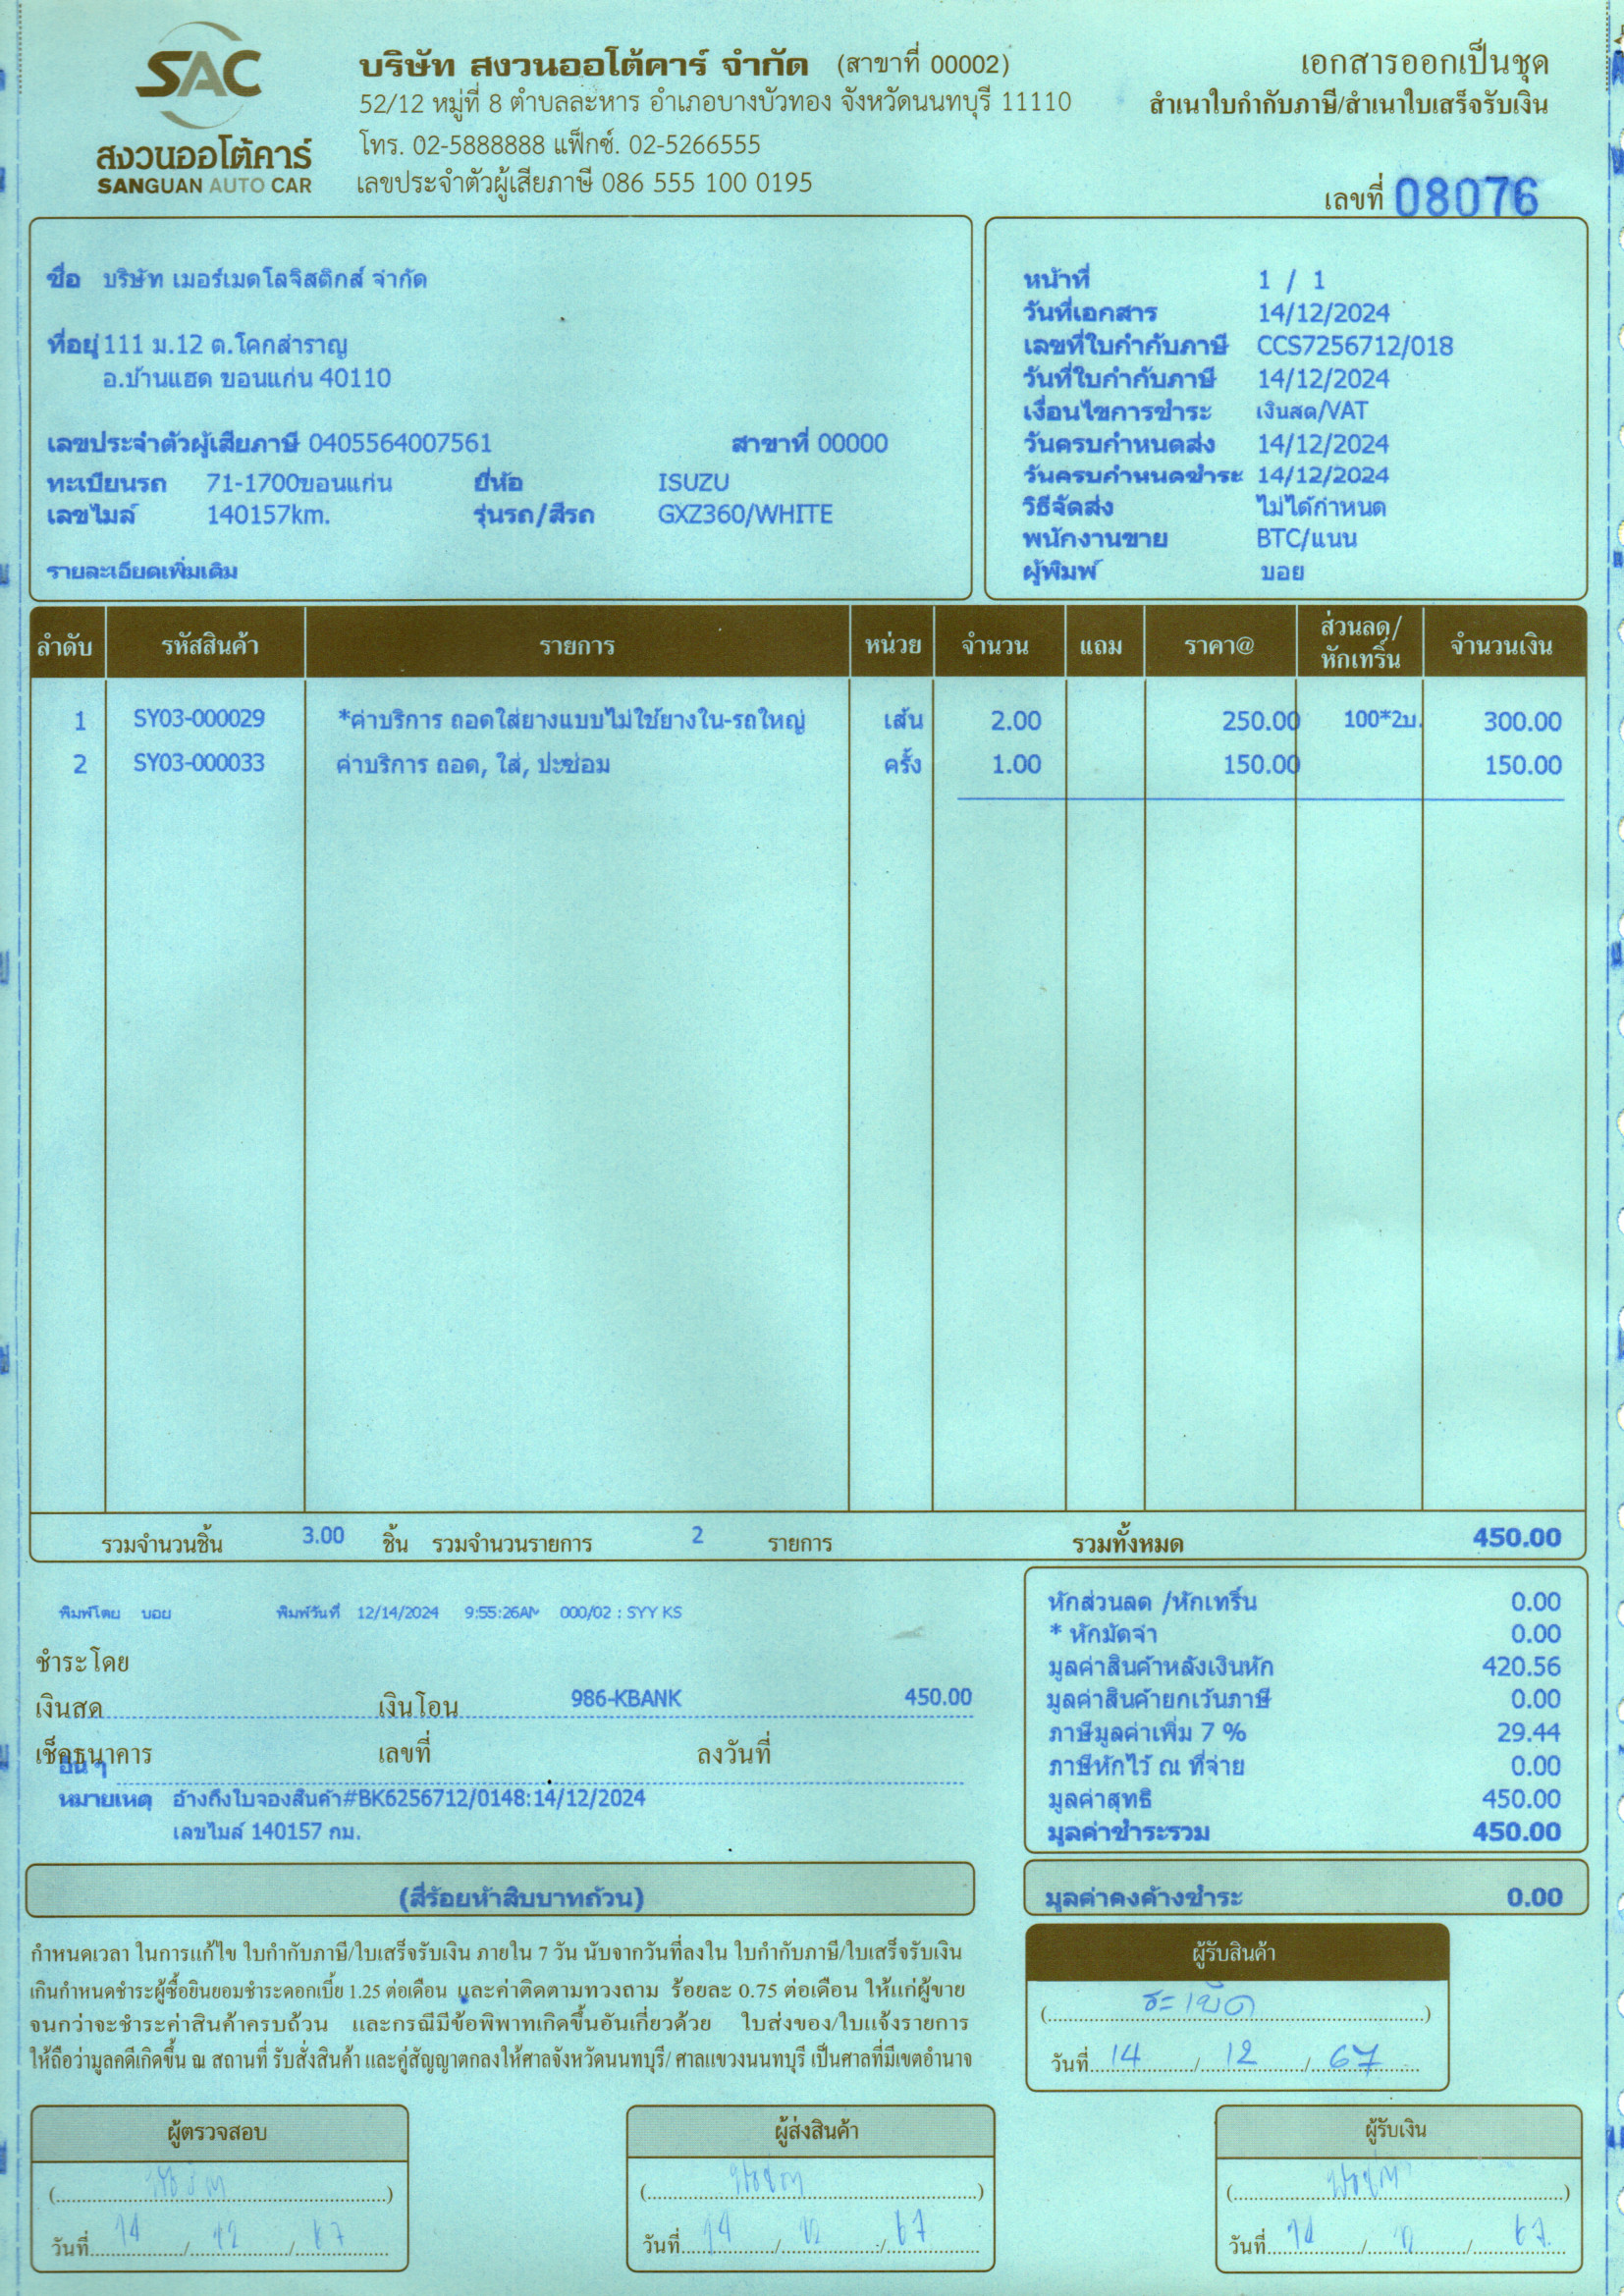 SAC
สงวนออโต้คาร์
SANGUAN AUTO CAR
บริษัท สงวนออโต้คาร์ จำกัด (สาขาที่ 00002)
52/12 หมู่ที่ 8 ตำบลละหาร อำเภอบางบัวทอง จังหวัดนนทบุรี 11110
โทร. 02-5888888 แฟ็กซ์. 02-5266555
เลขประจำตัวผู้เสียภาษี 086 555 100 0195
เอกสารออกเป็นชุด
สำเนาใบกำกับภาษี/สำเนาใบเสร็จรับเงิน
เลขที่ 08076
ชื่อ บริษัท เมอร์เมดโลจิสติกส์ จำกัด
ที่อยู่ 111 ม.12 ต.โคกสำราญ
อ.บ้านแฮด ขอนแก่น 40110
เลขประจำตัวผู้เสียภาษี 0405564007561 สาขาที่ 00000
ทะเบียนรถ 71-1700ขอนแก่น ยี่ห้อ ISUZU
เลขไมล์ 140157km. รุ่นรถ/สีรถ GXZ360/WHITE
รายละเอียดเพิ่มเติม
หน้าที่ 1 / 1
วันที่เอกสาร 14/12/2024
เลขที่ใบกำกับภาษี CCS7256712/018
วันที่ใบกำกับภาษี 14/12/2024
เงื่อนไขการชำระ เงินสด/VAT
วันครบกำหนดส่ง 14/12/2024
วันครบกำหนดชำระ 14/12/2024
วิธีจัดส่ง ไม่ได้กำหนด
พนักงานขาย BTC/แนน
ผู้พิมพ์ บอย
ลำดับ รหัสสินค้า รายการ หน่วย จำนวน แถม ราคา@ ส่วนลด/หักเทริ์น จำนวนเงิน
1 SY03-000029 *ค่าบริการ ถอดใส่ยางแบบไม่ใช้ยางใน-รถใหญ่ เส้น 2.00 250.00 100*2บ. 300.00
2 SY03-000033 ค่าบริการ ถอด, ใส่, ปะซ่อม ครั้ง 1.00 150.00 150.00
รวมจำนวนชิ้น 3.00 ชิ้น รวมจำนวนรายการ 2 รายการ รวมทั้งหมด 450.00
พิมพ์โดย บอย พิมพ์วันที่ 12/14/2024 9:55:26AM 000/02 : SYY KS
ชำระโดย
เงินสด เงินโอน 986-KBANK 450.00
เช็คธนาคาร เลขที่ ลงวันที่
อื่น ๆ
หมายเหตุ อ้างถึงใบจองสินค้า#BK6256712/0148:14/12/2024
เลขไมล์ 140157 กม.
หักส่วนลด /หักเทริ์น 0.00
* หักมัดจำ 0.00
มูลค่าสินค้าหลังเงินหัก 420.56
มูลค่าสินค้ายกเว้นภาษี 0.00
ภาษีมูลค่าเพิ่ม 7 % 29.44
ภาษีหักไว้ ณ ที่จ่าย 0.00
มูลค่าสุทธิ 450.00
มูลค่าชำระรวม 450.00
(สี่ร้อยห้าสิบบาทถ้วน)
มูลค่าคงค้างชำระ 0.00
กำหนดเวลา ในการแก้ไข ใบกำกับภาษี/ใบเสร็จรับเงิน ภายใน 7 วัน นับจากวันที่ลงใน ใบกำกับภาษี/ใบเสร็จรับเงิน
เกินกำหนดชำระผู้ซื้อยินยอมชำระดอกเบี้ย 1.25 ต่อเดือน และค่าติดตามทวงถาม ร้อยละ 0.75 ต่อเดือน ให้แก่ผู้ขาย
จนกว่าจะชำระค่าสินค้าครบถ้วน และกรณีมีข้อพิพาทเกิดขึ้นอันเกี่ยวด้วย ใบส่งของ/ใบแจ้งรายการ
ให้ถือว่ามูลคดีเกิดขึ้น ณ สถานที่ รับสั่งสินค้า และคู่สัญญาตกลงให้ศาลจังหวัดนนทบุรี/ ศาลแขวงนนทบุรี เป็นศาลที่มีเขตอำนาจ
ผู้รับสินค้า
วันที่ 14 / 12 / 67
ผู้ตรวจสอบ
วันที่ 14 / 12 / 67
ผู้ส่งสินค้า
วันที่ 14 / 12 / 67
ผู้รับเงิน
วันที่ 14 / 12 / 67